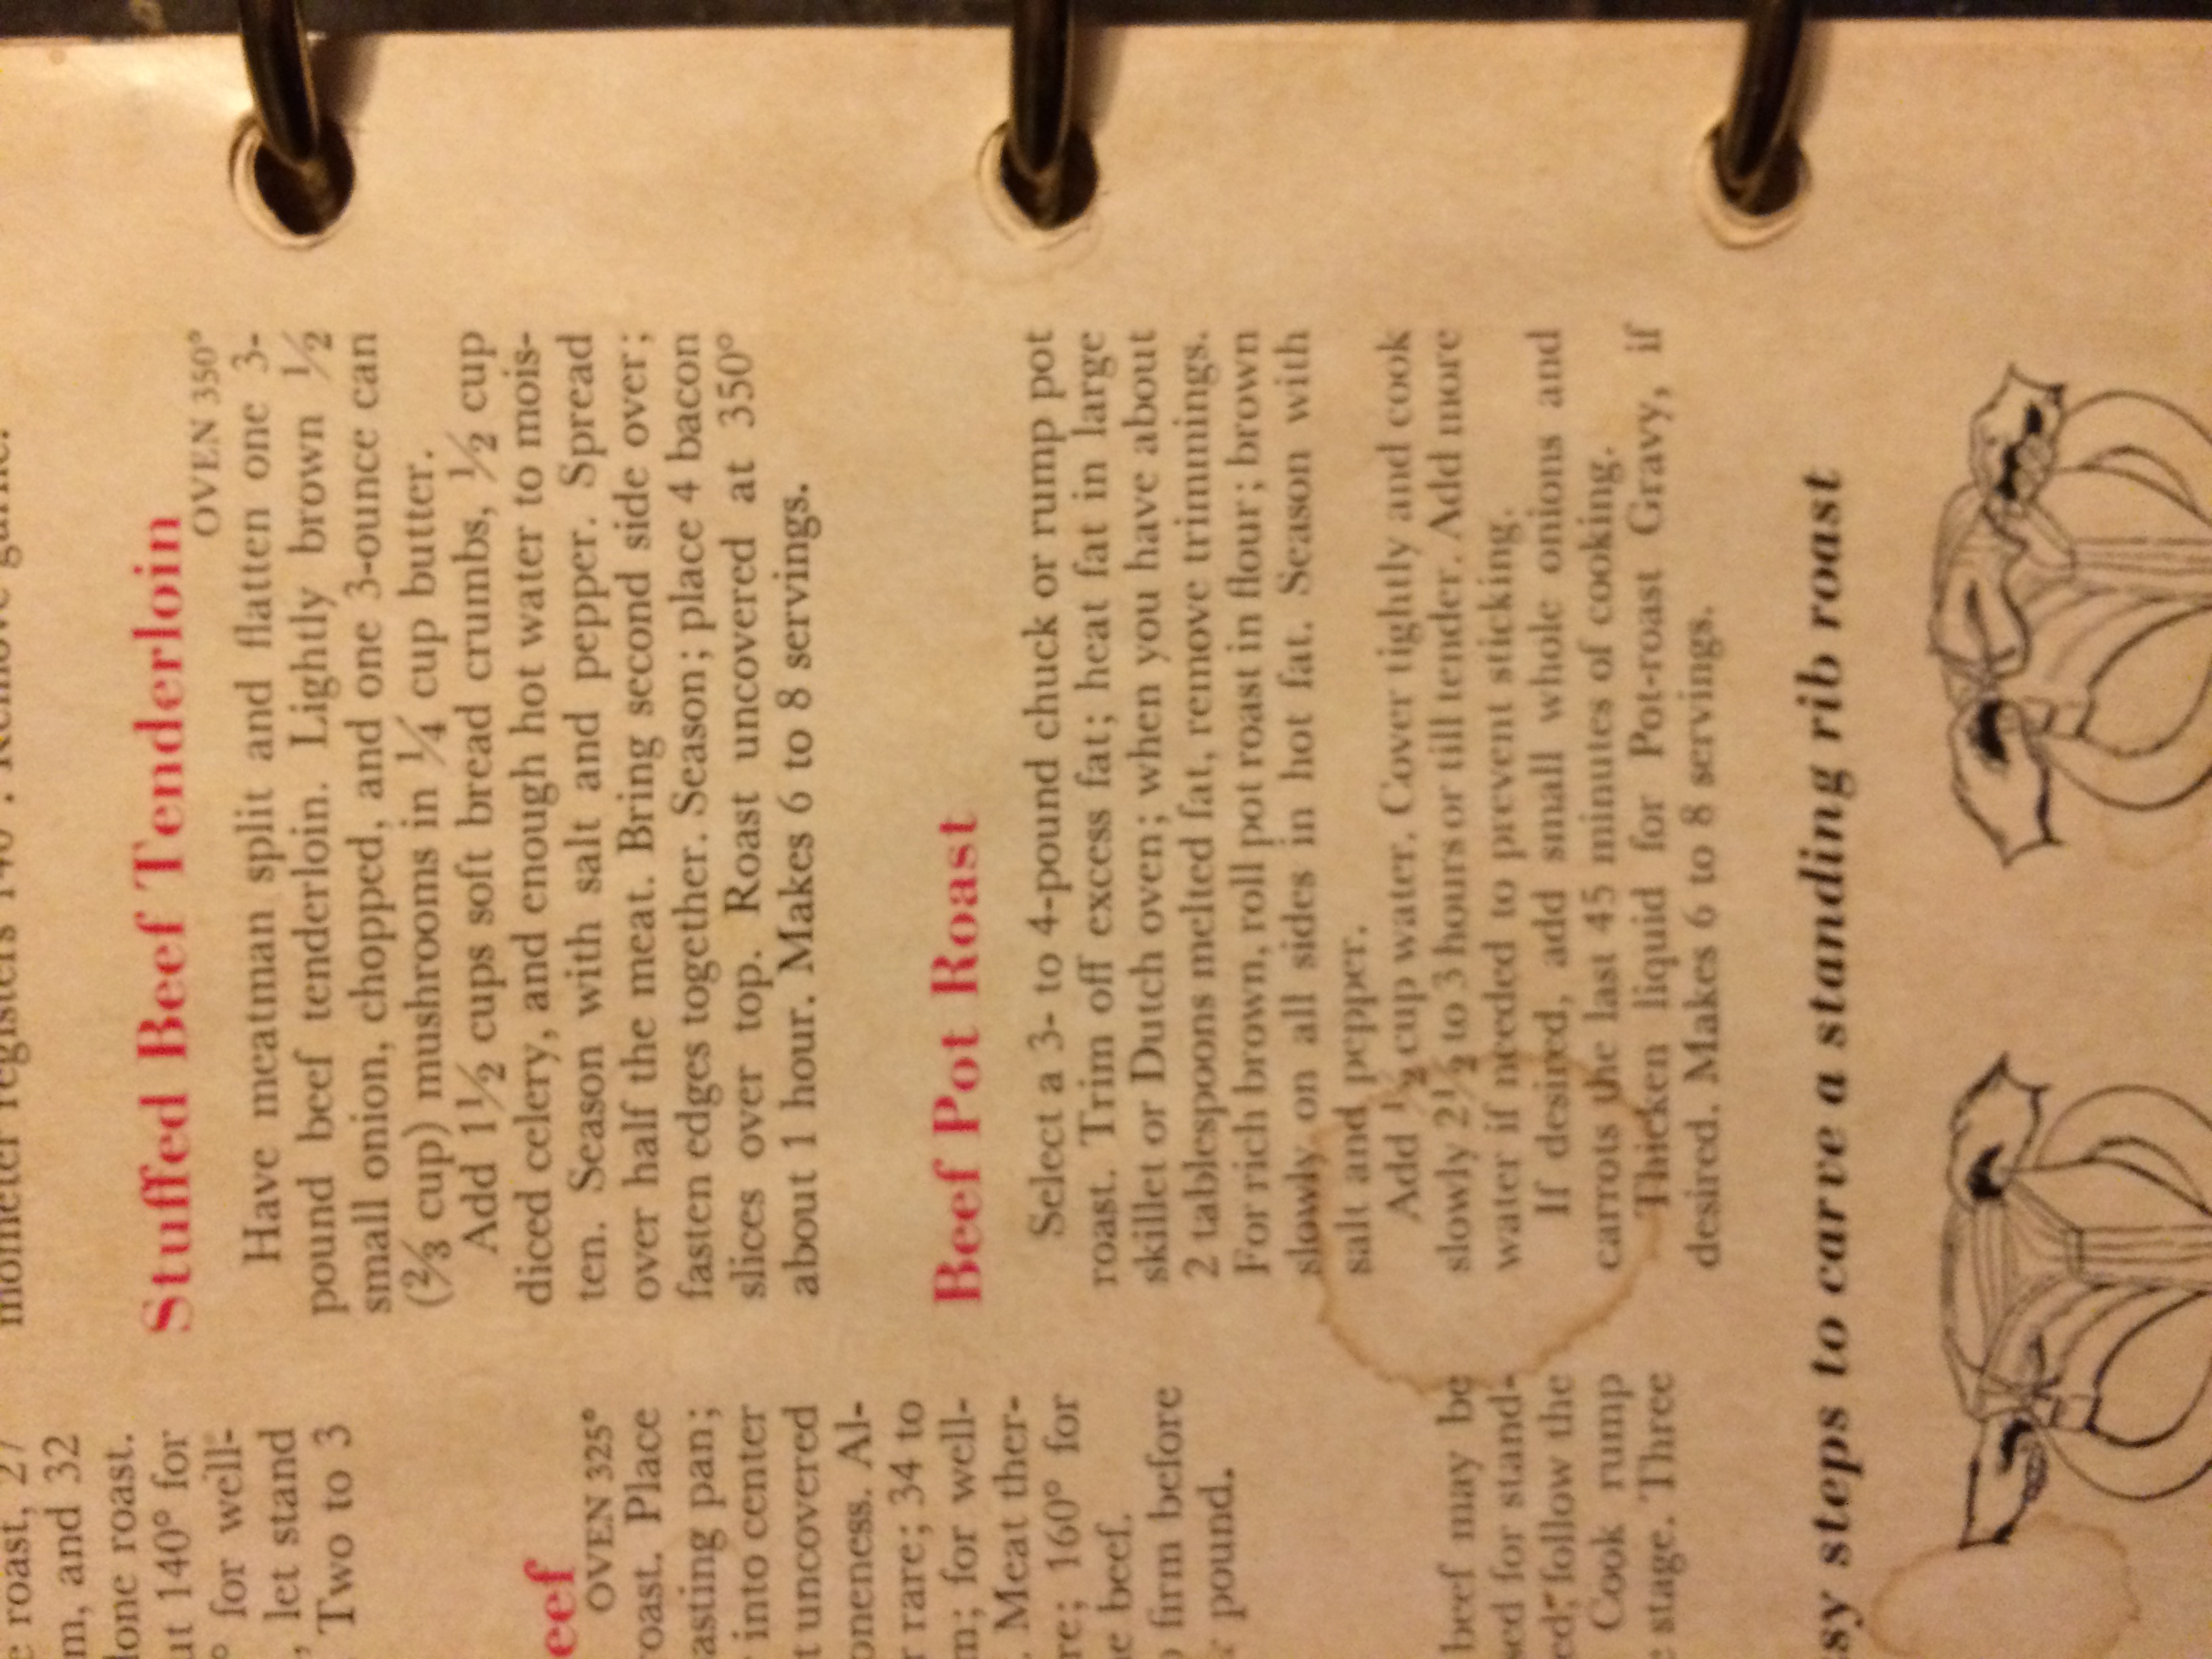 e roast, 27
m, and 32
lone roast.
ut 140° for
° for well-
, let stand
Two to 3
eef
OVEN 325°
roast. Place
asting pan;
into center
t uncovered
oneness. Al-
r rare; 34 to
m; for well-
. Meat ther-
re; 160° for
e beef.
firm before
pound.
beef may be
sed for stand-
ed; follow the
Cook rump
e stage. Three
Stuffed Beef Tenderloin
OVEN 350°
Have meatman split and flatten one 3-
pound beef tenderloin. Lightly brown 1/2
small onion, chopped, and one 3-ounce can
(2/3 cup) mushrooms in 1/4 cup butter.
Add 1 1/2 cups soft bread crumbs, 1/2 cup
diced celery, and enough hot water to mois-
ten. Season with salt and pepper. Spread
over half the meat. Bring second side over;
fasten edges together. Season; place 4 bacon
slices over top. Roast uncovered at 350°
about 1 hour. Makes 6 to 8 servings.
Beef Pot Roast
Select a 3- to 4-pound chuck or rump pot
roast. Trim off excess fat; heat fat in large
skillet or Dutch oven; when you have about
2 tablespoons melted fat, remove trimmings.
For rich brown, roll pot roast in flour; brown
slowly on all sides in hot fat. Season with
salt and pepper.
Add 1/2 cup water. Cover tightly and cook
slowly 2 1/2 to 3 hours or till tender. Add more
water if needed to prevent sticking.
If desired, add small whole onions and
carrots the last 45 minutes of cooking.
Thicken liquid for Pot-roast Gravy, if
desired. Makes 6 to 8 servings.
sy steps to carve a standing rib roast